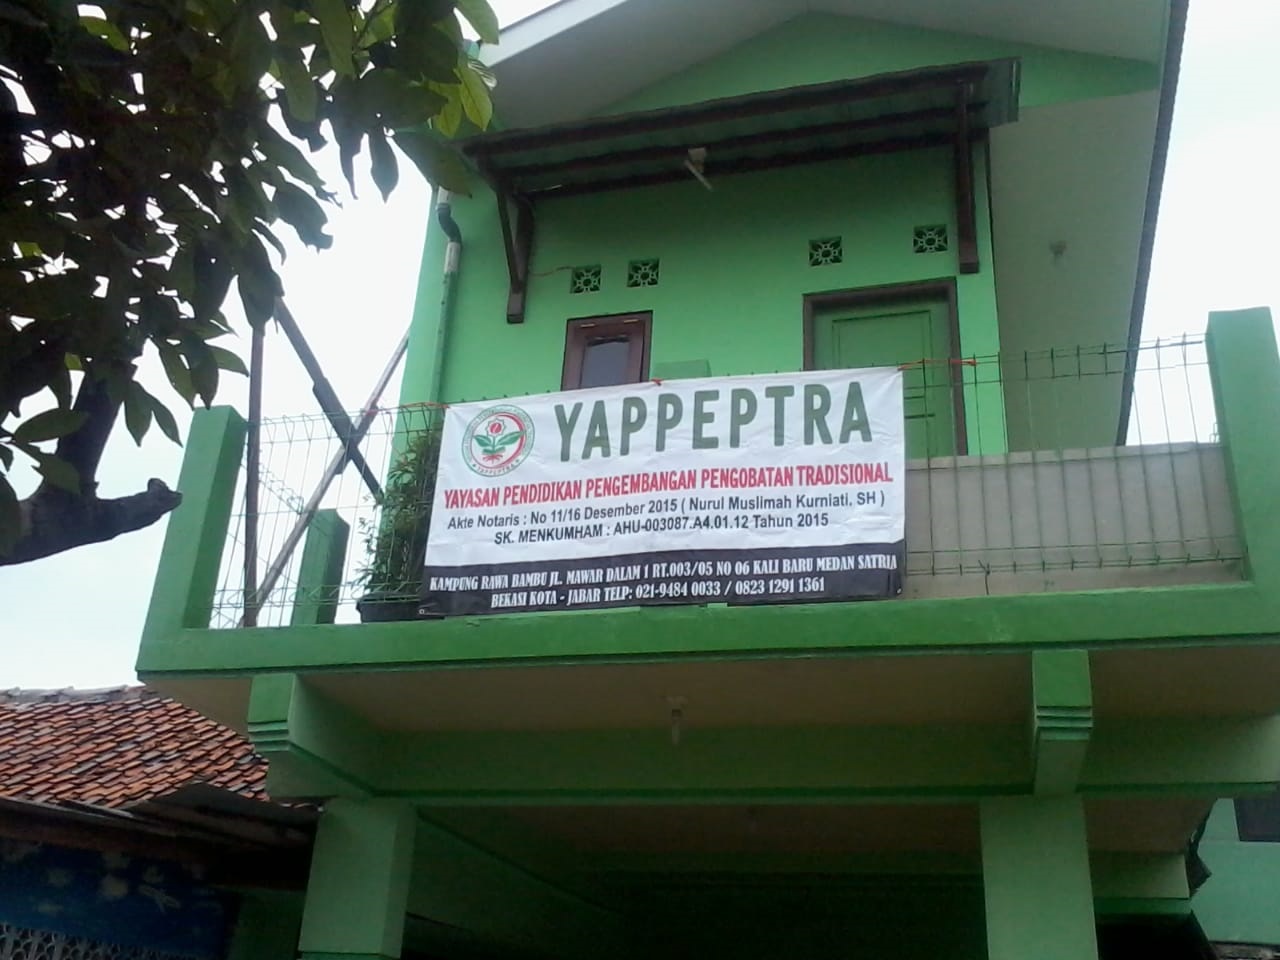 YAPPEPTRA
YAPPEPTRA
YAYASAN PENDIDIKAN PENGEMBANGAN PENGOBATAN TRADISIONAL
Akte Notaris : No 11/16 Desember 2015 ( Nurul Muslimah Kurniati, SH )
SK. MENKUMHAM : AHU-003087.A4.01.12 Tahun 2015
KAMPUNG RAWA BAMBU JL. MAWAR DALAM 1 RT.003/05 NO 06 KALI BARU MEDAN SATRIA
BEKASI KOTA - JABAR TELP: 021-9484 0033 / 0823 1291 1361